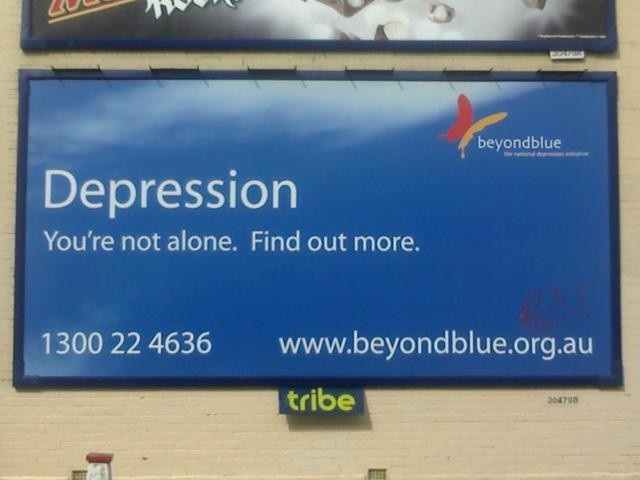 30479A
beyondblue
the national depression initiative
Depression
You're not alone. Find out more.
1300 22 4636
www.beyondblue.org.au
tribe
30479B